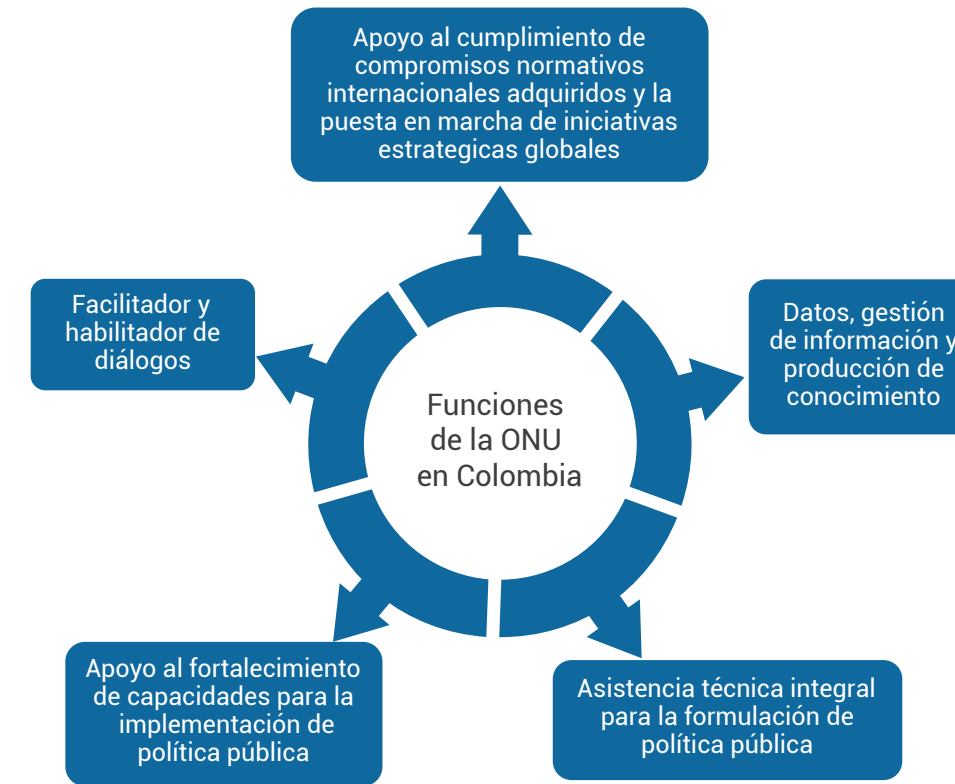 Apoyo al cumplimiento de
compromisos normativos
internacionales adquiridos y la
puesta en marcha de iniciativas
estrategicas globales
Facilitador y
habilitador de
diálogos
Datos, gestión
de información y
producción de
conocimiento
Funciones
de la ONU
en Colombia
Apoyo al fortalecimiento
de capacidades para la
implementación de
política pública
Asistencia técnica integral
para la formulación de
política pública